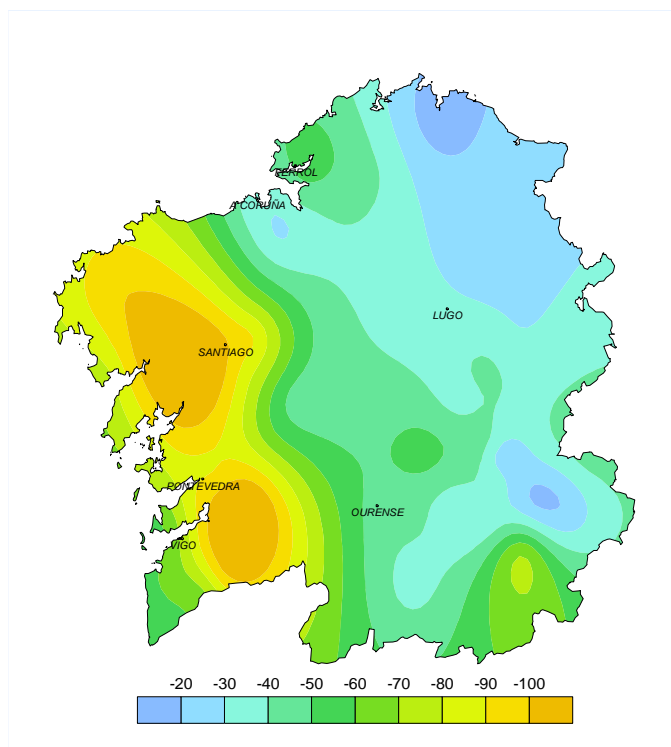 FERROL
A CORUÑA
LUGO
SANTIAGO
PONTEVEDRA
OURENSE
VIGO
-20 -30 -40 -50 -60 -70 -80 -90 -100